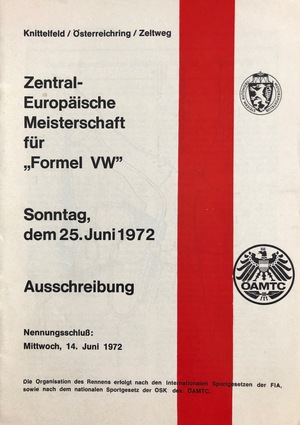 Knittelfeld / Österreichring / Zeltweg
Zentral-
Europäische
Meisterschaft
für
„Formel VW”
Sonntag,
dem 25. Juni 1972
ÖAMTC
Ausschreibung
Nennungsschluß:
Mittwoch, 14. Juni 1972
Die Organisation des Rennens erfolgt nach den Internationalen Sportgesetzen der FIA,
sowie nach dem nationalen Sportgesetz der OSK des ÖAMTC.